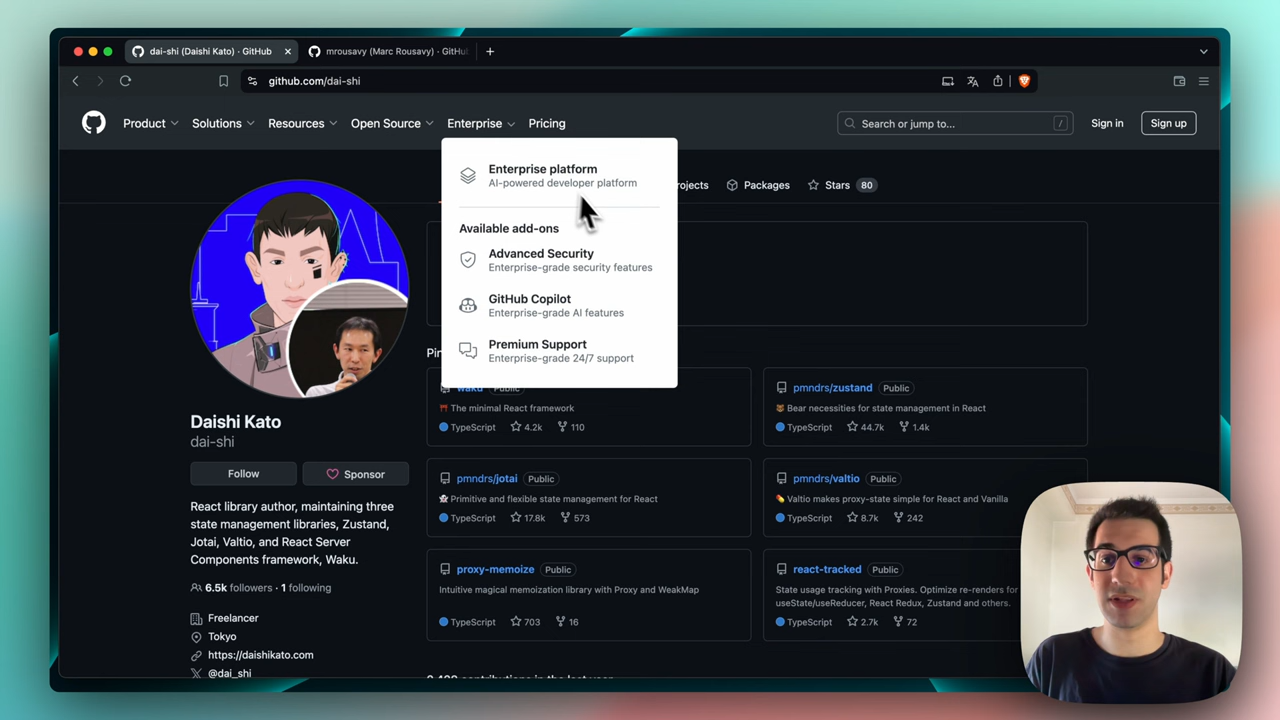 dai-shi (Daishi Kato) · GitHub
mrousavy (Marc Rousavy) · GitHu
github.com/dai-shi
Product
Solutions
Resources
Open Source
Enterprise
Pricing
Search or jump to...
/
Sign in
Sign up
Enterprise platform
AI-powered developer platform
Available add-ons
Advanced Security
Enterprise-grade security features
GitHub Copilot
Enterprise-grade AI features
Premium Support
Enterprise-grade 24/7 support
rojects
Packages
Stars 80
Pin
waku Public
The minimal React framework
TypeScript 4.2k 110
pmndrs/zustand Public
Bear necessities for state management in React
TypeScript 44.7k 1.4k
pmndrs/jotai Public
Primitive and flexible state management for React
TypeScript 17.8k 573
pmndrs/valtio Public
Valtio makes proxy-state simple for React and Vanilla
TypeScript 8.7k 242
proxy-memoize Public
Intuitive magical memoization library with Proxy and WeakMap
TypeScript 703 16
react-tracked Public
State usage tracking with Proxies. Optimize re-renders for
useState/useReducer, React Redux, Zustand and others.
TypeScript 2.7k 72
Daishi Kato
dai-shi
Follow
Sponsor
React library author, maintaining three
state management libraries, Zustand,
Jotai, Valtio, and React Server
Components framework, Waku.
6.5k followers · 1 following
Freelancer
Tokyo
https://daishikato.com
@dai_shi
contributions in the last year